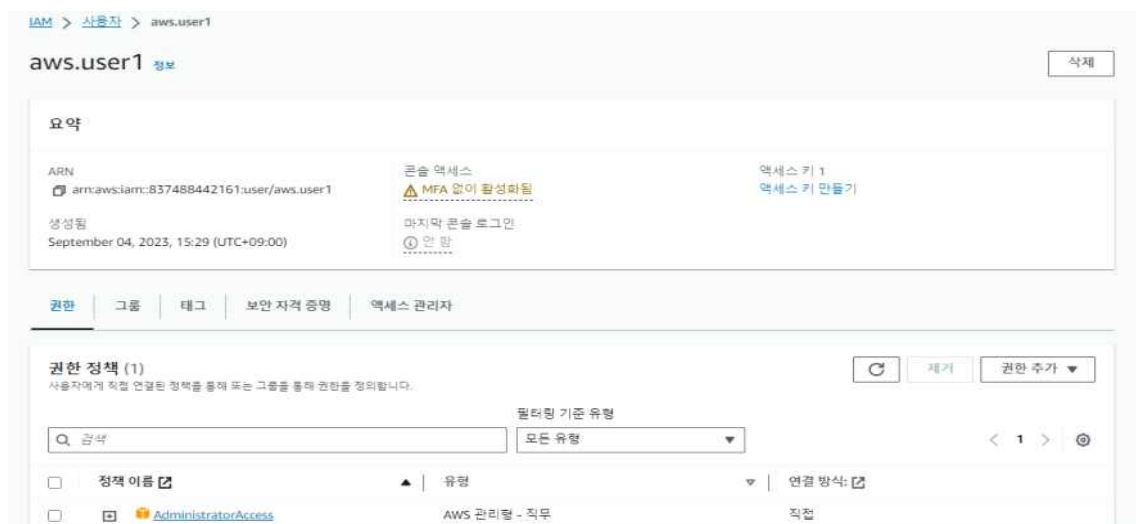 IAM > 사용자 > aws.user1
aws.user1 정보
삭제
요약
ARN
arn:aws:iam::837488442161:user/aws.user1
콘솔 액세스
MFA 없이 활성화됨
액세스 키 1
액세스 키 만들기
생성됨
September 04, 2023, 15:29 (UTC+09:00)
마지막 콘솔 로그인
안 함
권한 그룹 태그 보안 자격 증명 액세스 관리자
권한 정책 (1)
사용자에게 직접 연결된 정책을 통해 또는 그룹을 통해 권한을 정의합니다.
제거 권한 추가
필터링 기준 유형
검색 모든 유형 < 1 >
정책 이름 유형 연결 방식:
AdministratorAccess AWS 관리형 - 직무 직접